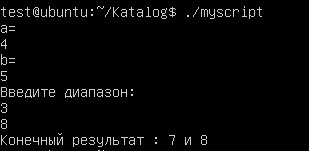 test@ubuntu:~/Katalog$ ./myscript
a=
4
b=
5
Введите диапазон:
3
8
Конечный результат : 7 и 8